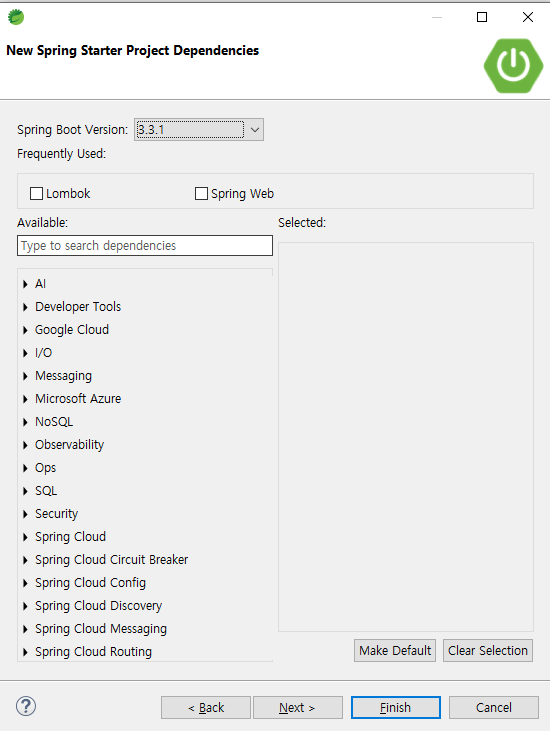 New Spring Starter Project Dependencies
Spring Boot Version: 3.3.1
Frequently Used:
Lombok Spring Web
Available: Selected:
Type to search dependencies
AI
Developer Tools
Google Cloud
I/O
Messaging
Microsoft Azure
NoSQL
Observability
Ops
SQL
Security
Spring Cloud
Spring Cloud Circuit Breaker
Spring Cloud Config
Spring Cloud Discovery
Spring Cloud Messaging
Spring Cloud Routing
Make Default Clear Selection
? < Back Next > Finish Cancel